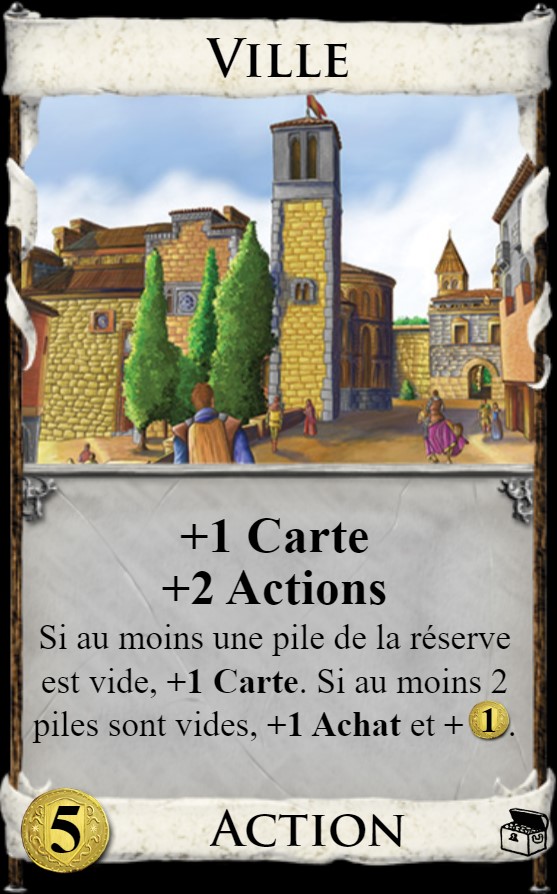 Ville
+1 Carte
+2 Actions
Si au moins une pile de la réserve
est vide, +1 Carte. Si au moins 2
piles sont vides, +1 Achat et +1.
5
Action